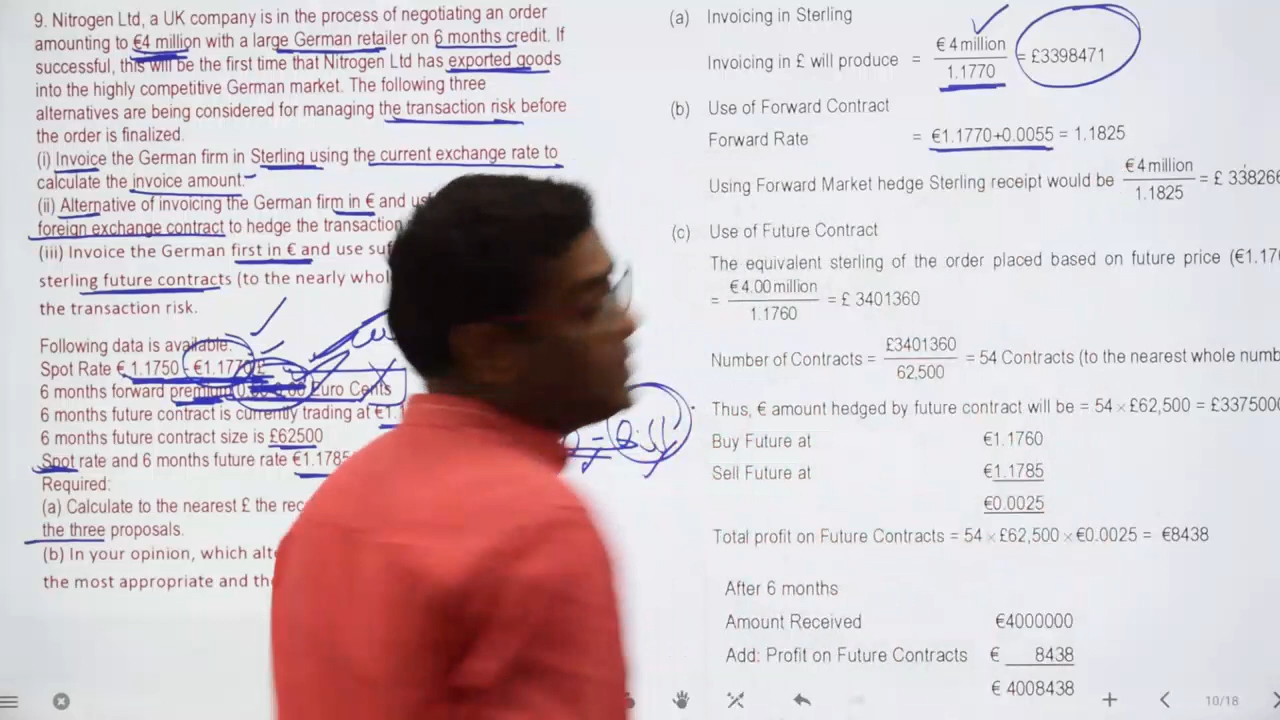 9. Nitrogen Ltd, a UK company is in the process of negotiating an order
amounting to €4 million with a large German retailer on 6 months credit. If
successful, this will be the first time that Nitrogen Ltd has exported goods
into the highly competitive German market. The following three
alternatives are being considered for managing the transaction risk before
the order is finalized.
(i) Invoice the German firm in Sterling using the current exchange rate to
calculate the invoice amount.
(ii) Alternative of invoicing the German firm in € and
foreign exchange contract to hedge the transaction
(iii) Invoice the German first in € and use
sterling future contracts (to the nearly
the transaction risk.
Following data is available:
Spot Rate € 1.1750 - €1.1770/£
6 months forward premium Euro Cents
6 months future contract is currently trading at
6 months future contract size is £62500
Spot rate and 6 months future rate €1.1785
Required:
(a) Calculate to the nearest £ the
the three proposals.
(b) In your opinion, which
the most appropriate and
(a) Invoicing in Sterling
Invoicing in £ will produce = €4 million / 1.1770 = £3398471
(b) Use of Forward Contract
Forward Rate = €1.1770+0.0055 = 1.1825
Using Forward Market hedge Sterling receipt would be €4 million / 1.1825 = £
(c) Use of Future Contract
The equivalent sterling of the order placed based on future price
= €4.00 million / 1.1760 = £ 3401360
Number of Contracts = £3401360 / 62,500 = 54 Contracts (to the nearest whole
Thus, € amount hedged by future contract will be = 54 × £62,500 = £3375000
Buy Future at €1.1760
Sell Future at €1.1785
€0.0025
Total profit on Future Contracts = 54 × £62,500 × €0.0025 = €8438
After 6 months
Amount Received €4000000
Add: Profit on Future Contracts € 8438
€ 4008438
10/18